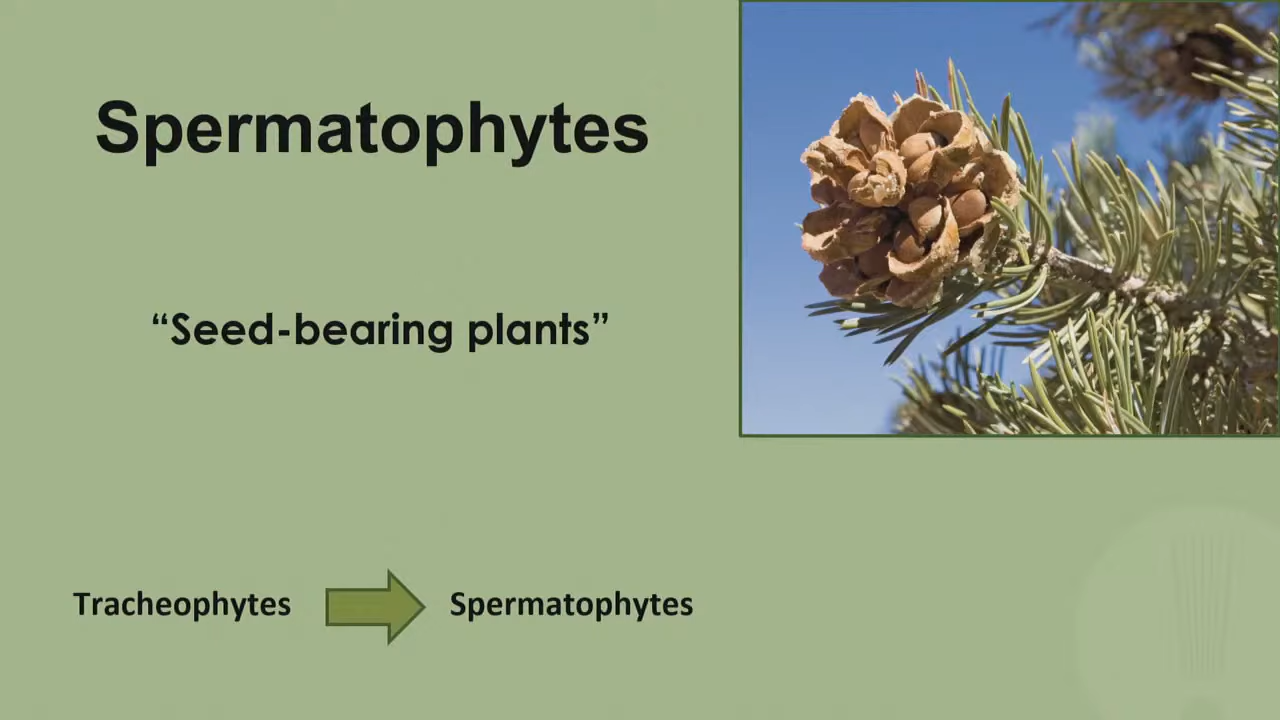 Spermatophytes
“Seed-bearing plants”
Tracheophytes
Spermatophytes